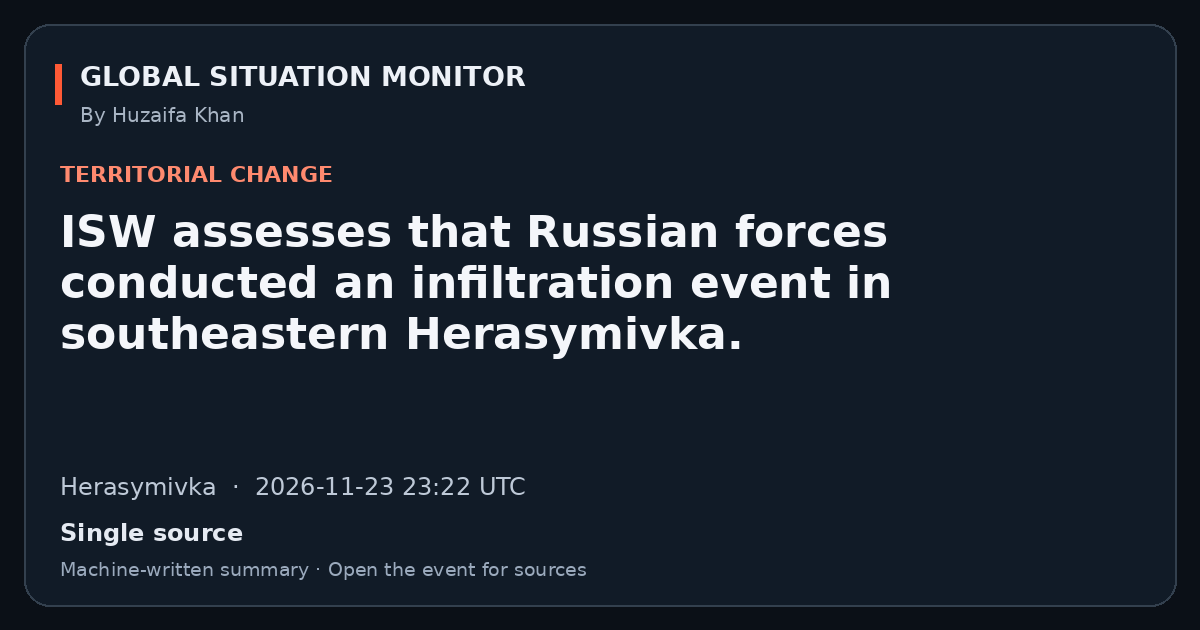 GLOBAL SITUATION MONITOR
By Huzaifa Khan
TERRITORIAL CHANGE
ISW assesses that Russian forces
conducted an infiltration event in
southeastern Herasymivka.
Herasymivka · 2026-11-23 23:22 UTC
Single source
Machine-written summary · Open the event for sources